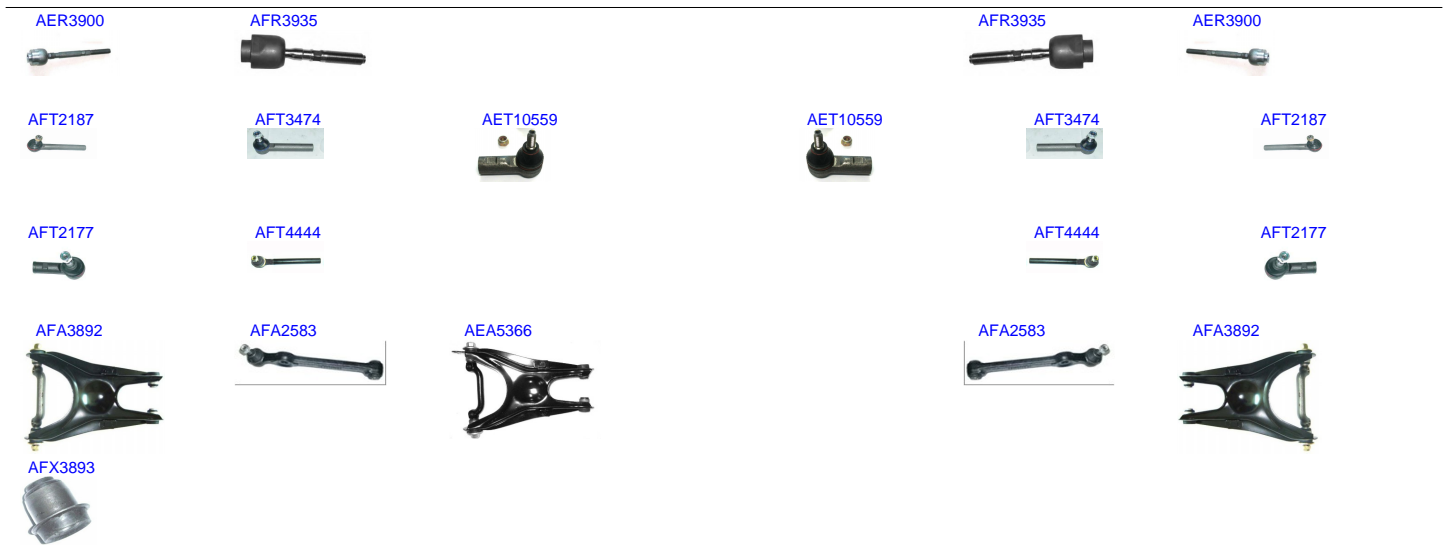 AER3900 AFR3935 AFR3935 AER3900
AFT2187 AFT3474 AET10559 AET10559 AFT3474 AFT2187
AFT2177 AFT4444 AFT4444 AFT2177
AFA3892 AFA2583 AEA5366 AFA2583 AFA3892
AFX3893